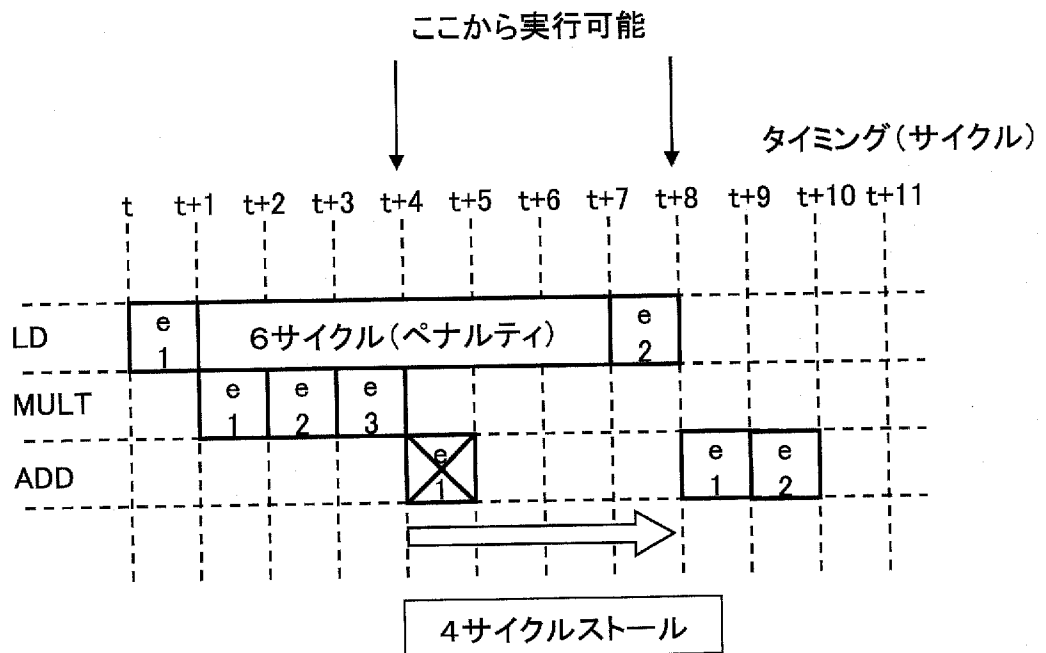 ここから実行可能
タイミング（サイクル）
t t+1 t+2 t+3 t+4 t+5 t+6 t+7 t+8 t+9 t+10 t+11
LD
e
1
6サイクル（ペナルティ）
e
2
MULT
e
1
e
2
e
3
ADD
e
1
e
1
e
2
4サイクルストール